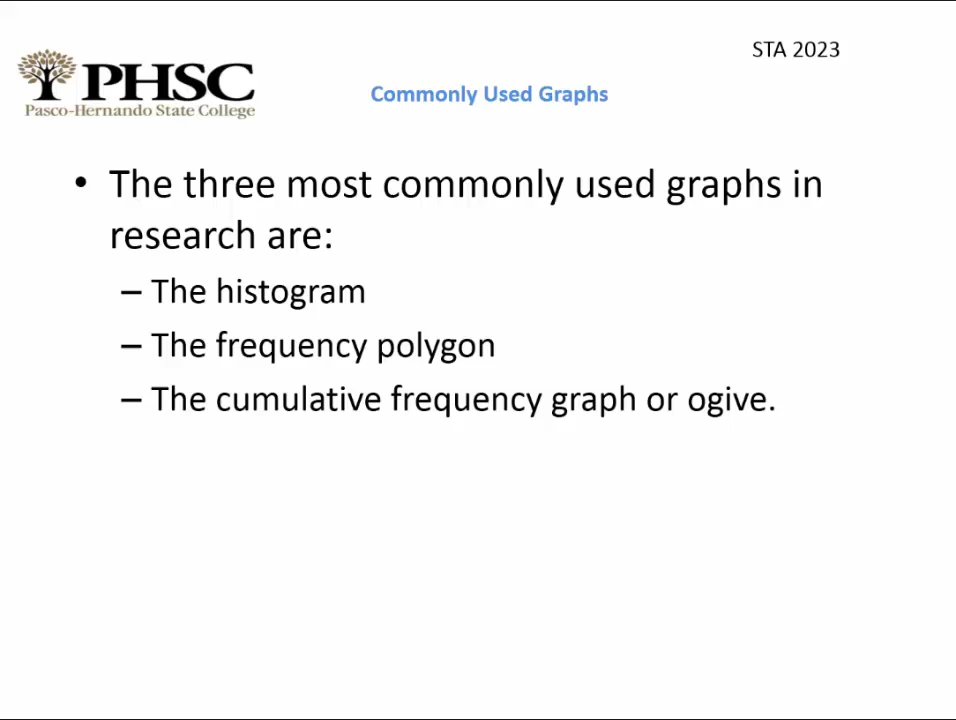 STA 2023
PHSC
Pasco-Hernando State College
Commonly Used Graphs
• The three most commonly used graphs in
research are:
– The histogram
– The frequency polygon
– The cumulative frequency graph or ogive.